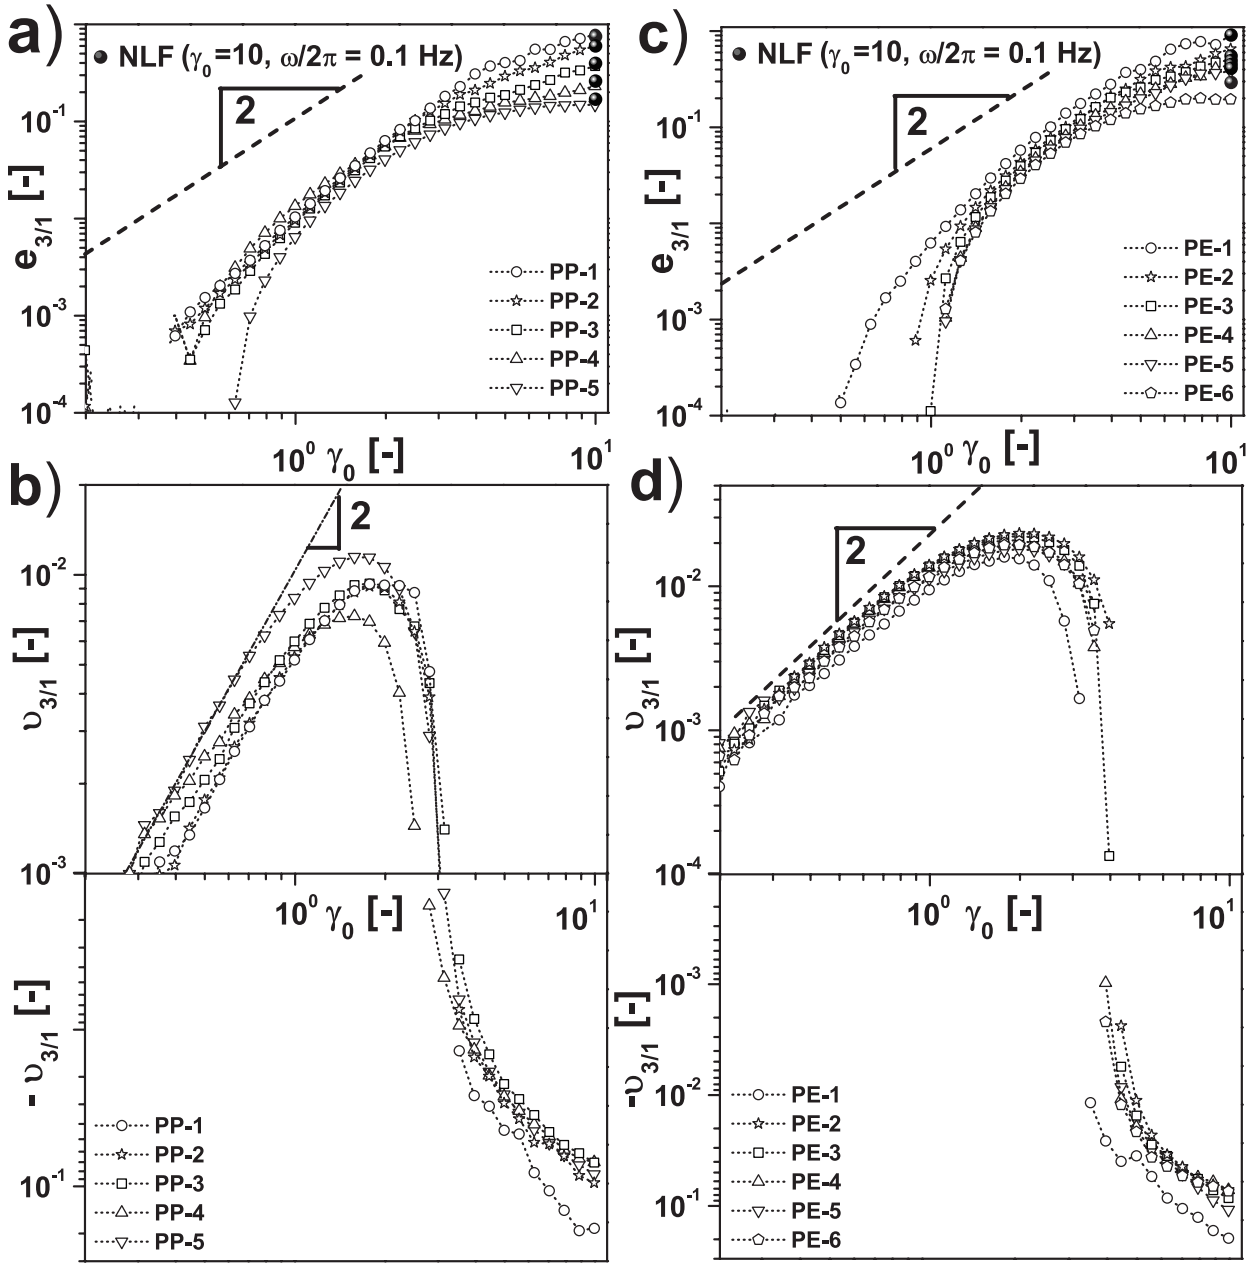 a)
NLF (γ₀=10, ω/2π = 0.1 Hz)
2
10⁻¹
10⁻²
10⁻³
10⁻⁴
e₃/₁ [-]
PP-1
PP-2
PP-3
PP-4
PP-5
10⁰ γ₀ [-] 10¹
c)
NLF (γ₀=10, ω/2π = 0.1 Hz)
2
10⁻¹
10⁻²
10⁻³
10⁻⁴
e₃/₁ [-]
PE-1
PE-2
PE-3
PE-4
PE-5
PE-6
10⁰ γ₀ [-] 10¹
b)
2
10⁻²
10⁻³
υ₃/₁ [-]
10⁰ γ₀ [-] 10¹
- υ₃/₁ [-]
10⁻¹
PP-1
PP-2
PP-3
PP-4
PP-5
d)
2
10⁻²
10⁻³
10⁻⁴
υ₃/₁ [-]
10⁰ γ₀ [-] 10¹
10⁻³
10⁻²
10⁻¹
-υ₃/₁ [-]
PE-1
PE-2
PE-3
PE-4
PE-5
PE-6